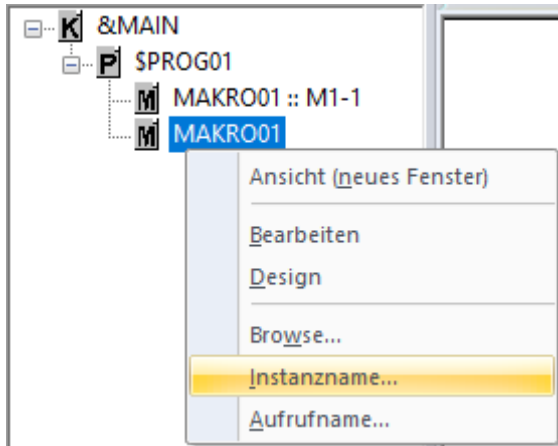 K &MAIN
P $PROG01
M MAKRO01 :: M1-1
M MAKRO01
Ansicht (neues Fenster)
Bearbeiten
Design
Browse...
Instanzname...
Aufrufname...